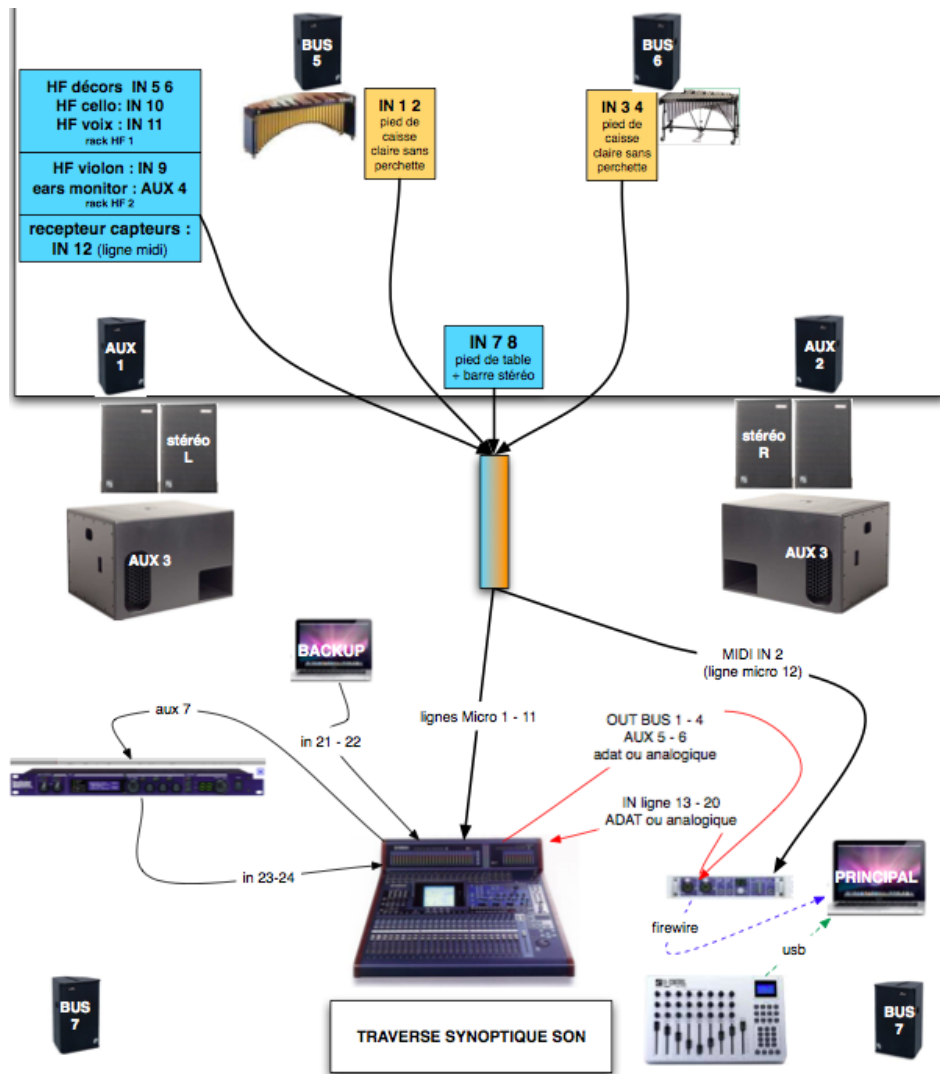 BUS
5
BUS
6
HF décors IN 5 6
HF cello: IN 10
HF voix : IN 11
rack HF 1
HF violon : IN 9
ears monitor : AUX 4
rack HF 2
recepteur capteurs :
IN 12 (ligne midi)
IN 1 2
pied de
caisse
claire sans
perchette
IN 3 4
pied de
caisse
claire sans
perchette
IN 7 8
pied de table
+ barre stéréo
AUX
1
AUX
2
stéréo
L
stéréo
R
AUX 3
AUX 3
BACKUP
MIDI IN 2
(ligne micro 12)
aux 7
in 21 - 22
lignes Micro 1 - 11
OUT BUS 1 - 4
AUX 5 - 6
adat ou analogique
IN ligne 13 - 20
ADAT ou analogique
in 23-24
PRINCIPAL
firewire
usb
BUS
7
TRAVERSE SYNOPTIQUE SON
BUS
7